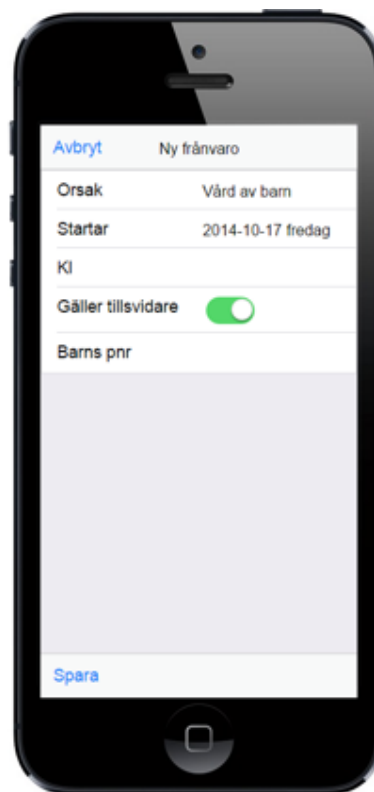 Avbryt Ny frånvaro
Orsak Vård av barn
Startar 2014-10-17 fredag
Kl
Gäller tillsvidare
Barns pnr
Spara